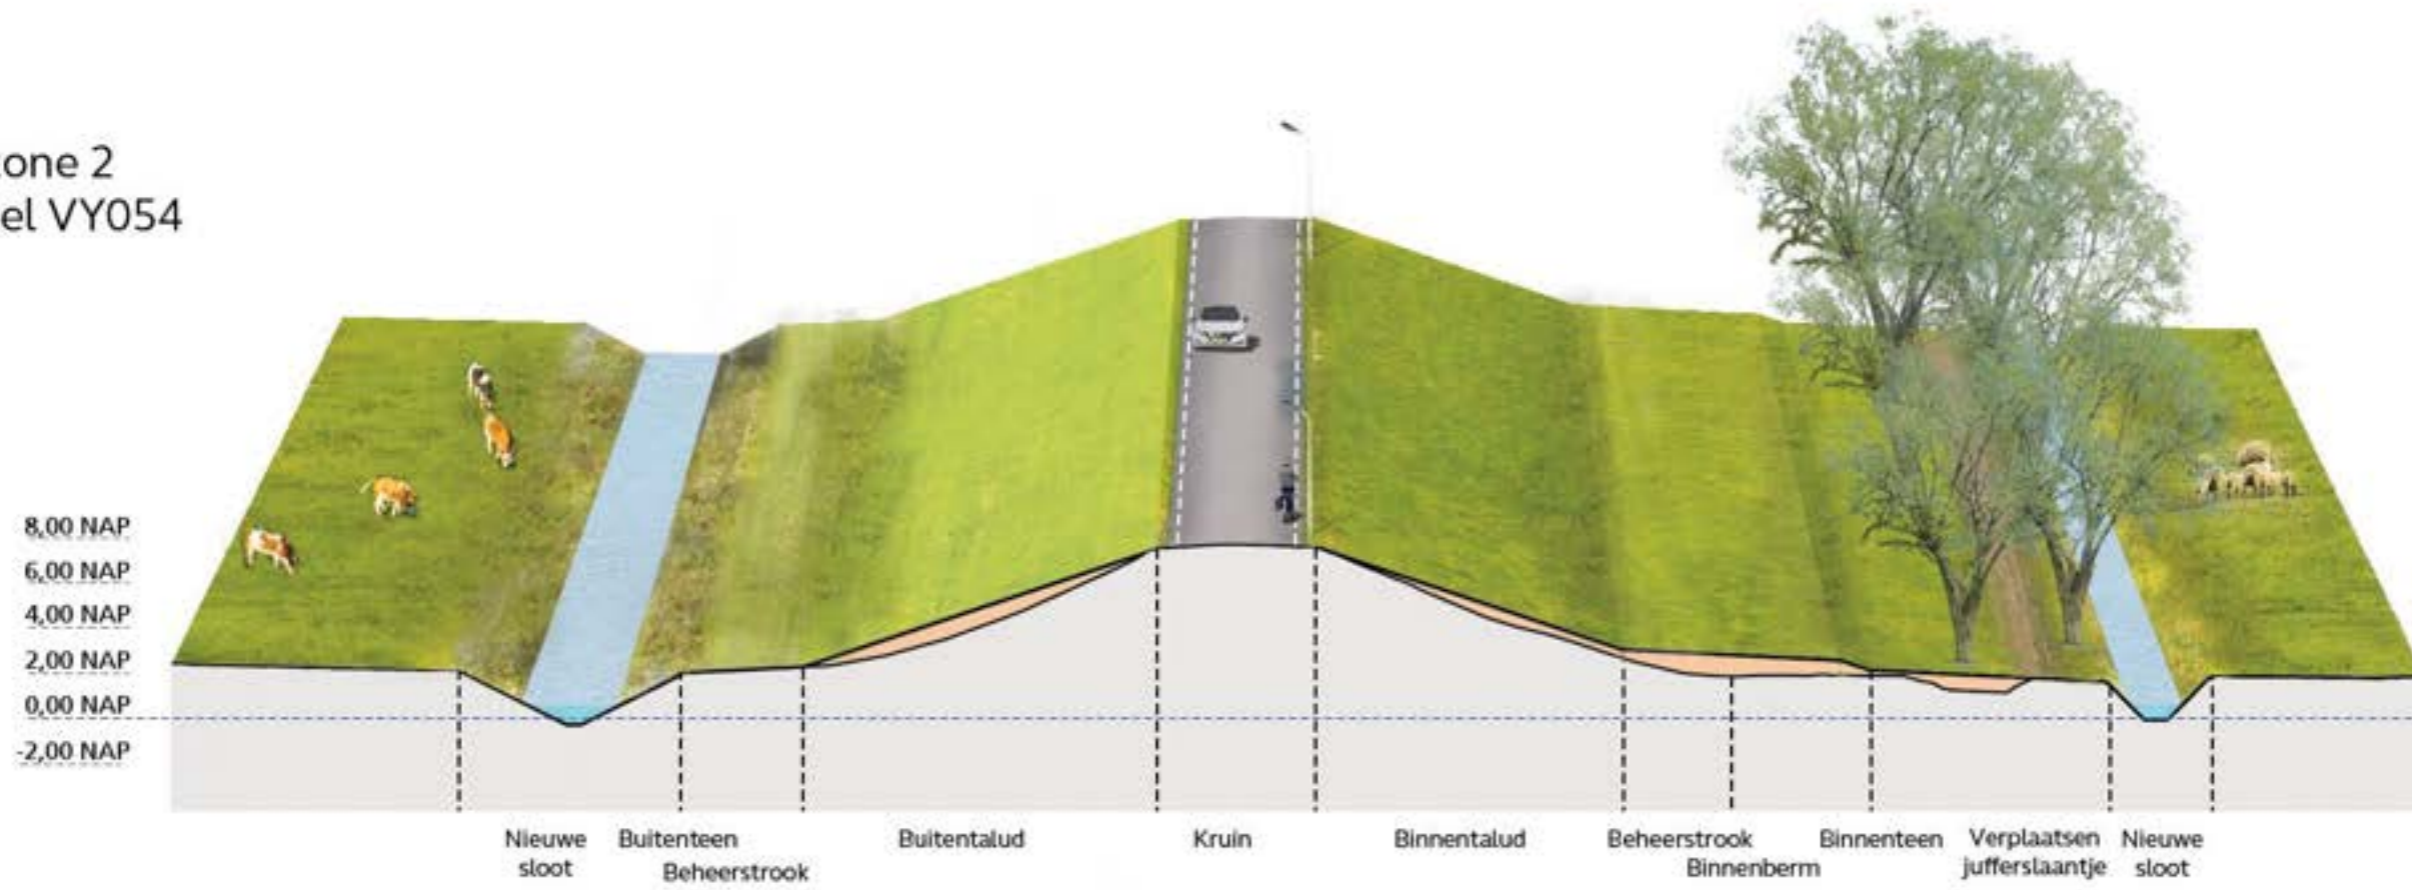 one 2
el VY054
8,00 NAP
6,00 NAP
4,00 NAP
2,00 NAP
0,00 NAP
-2,00 NAP
Nieuwe
sloot
Buitenteen
Beheerstrook
Buitentalud
Kruin
Binnentalud
Beheerstrook
Binnenberm
Binnenteen
Verplaatsen
jufferslaantje
Nieuwe
sloot